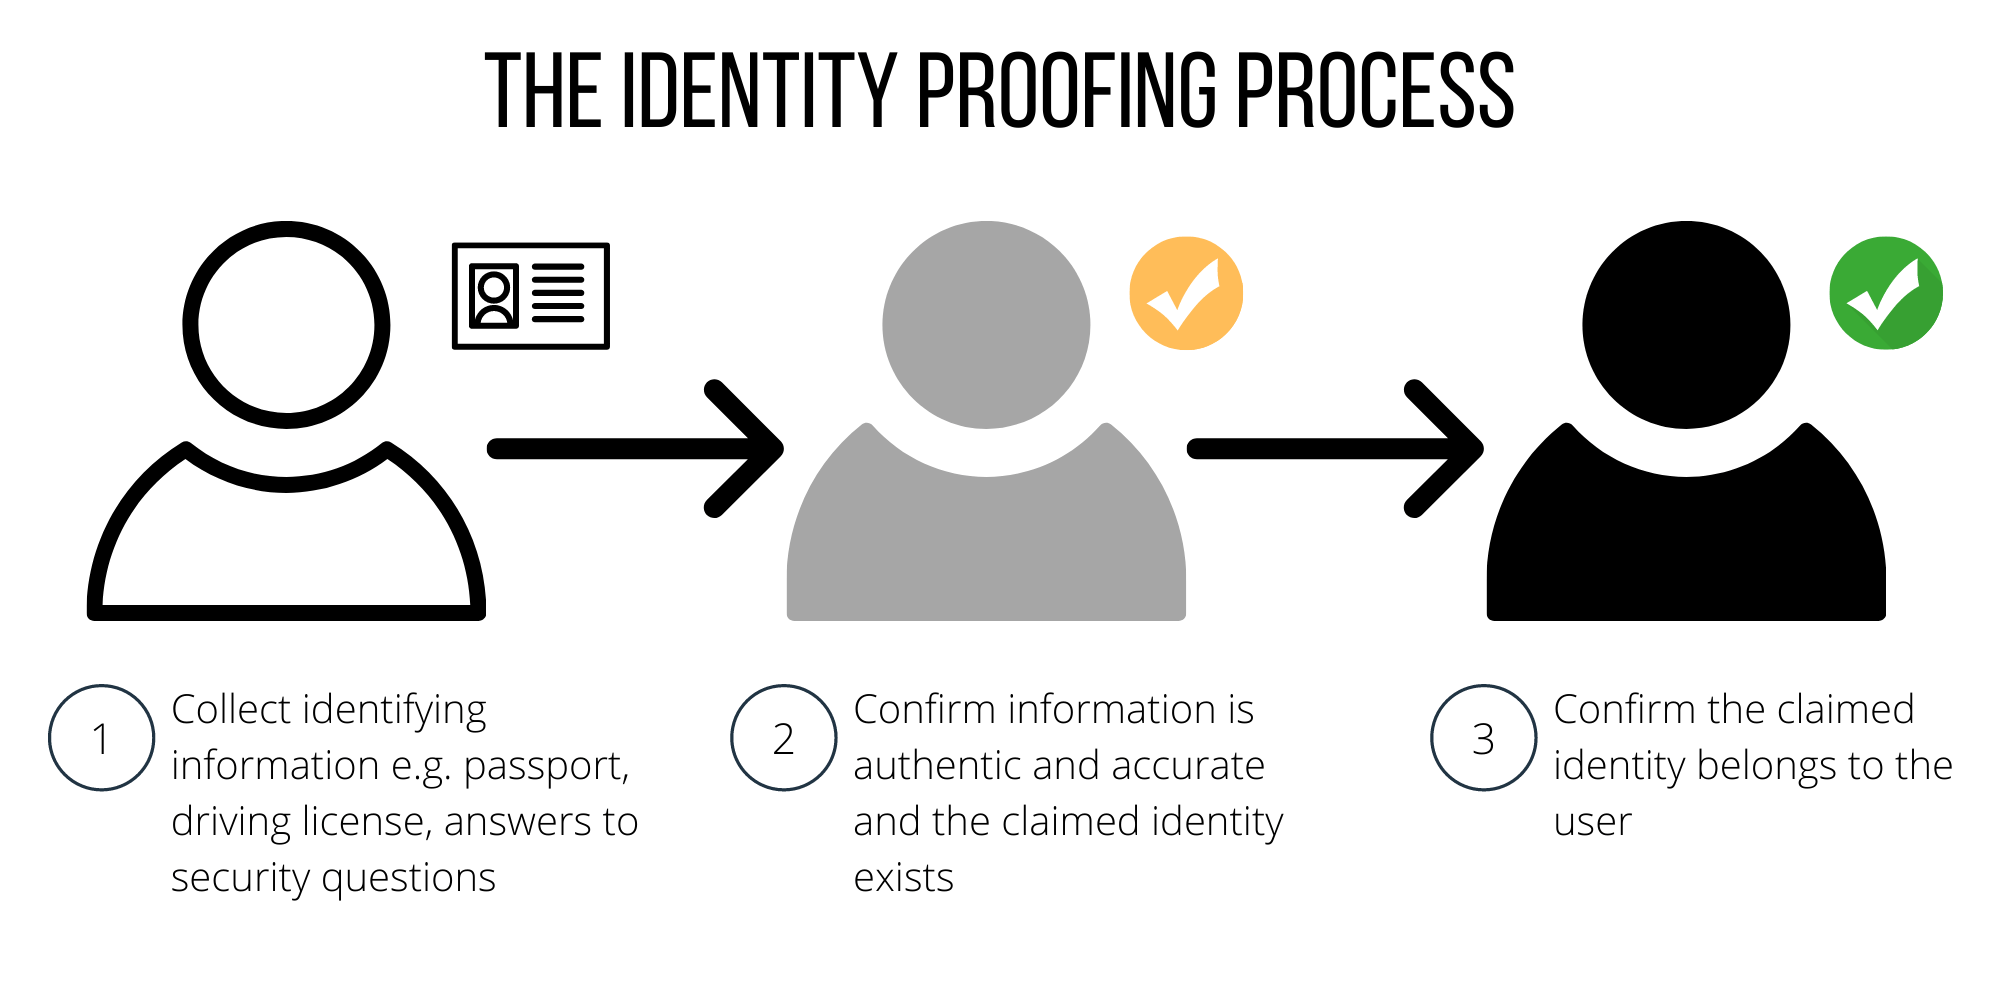 THE IDENTITY PROOFING PROCESS
1
Collect identifying
information e.g. passport,
driving license, answers to
security questions
2
Confirm information is
authentic and accurate
and the claimed identity
exists
3
Confirm the claimed
identity belongs to the
user